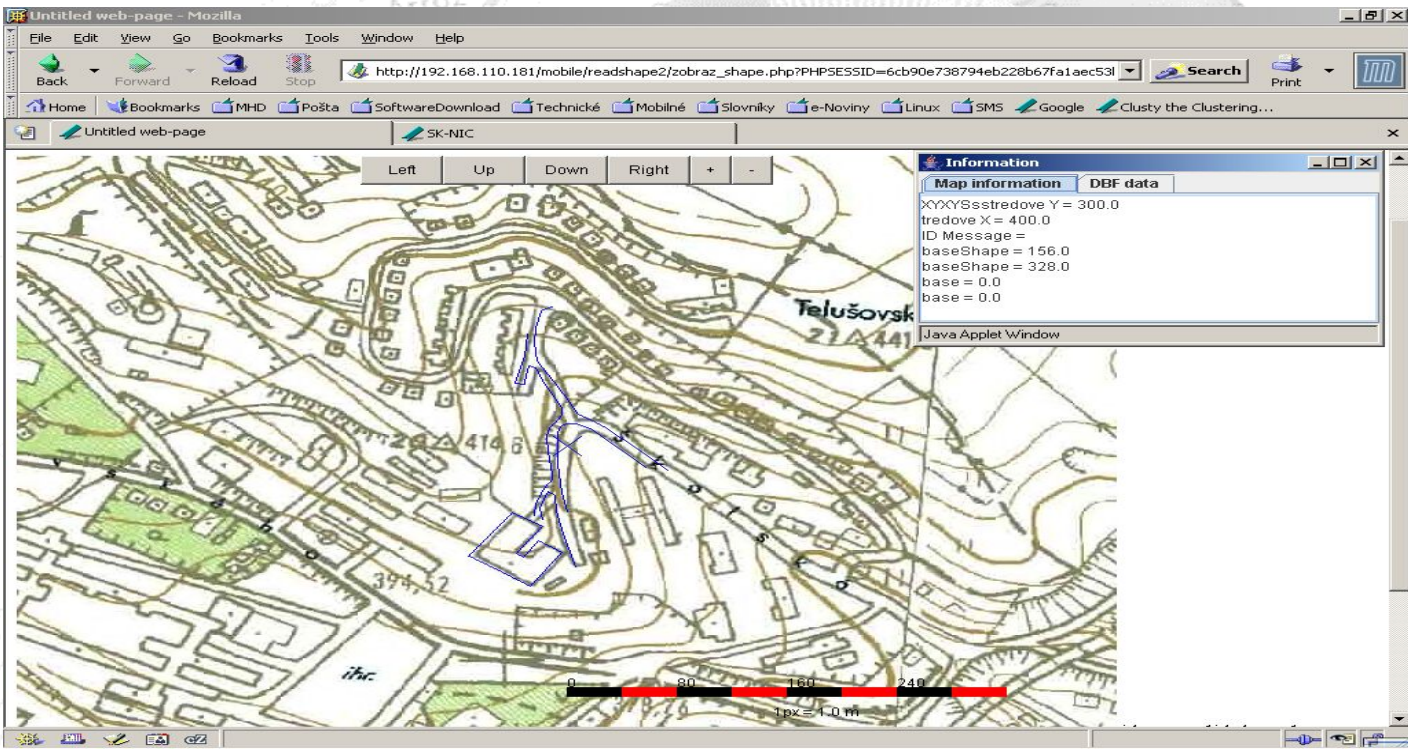 Untitled web-page - Mozilla
File Edit View Go Bookmarks Tools Window Help
Back Forward Reload Stop http://192.168.110.181/mobile/readshape2/zobraz_shape.php?PHPSESSID=6cb90e738794eb228b67fa1aec53l Search Print
Home Bookmarks MHD Pošta SoftwareDownload Technické Mobilné Slovníky e-Noviny Linux SMS Google Clusty the Clustering...
Untitled web-page SK-NIC
Left Up Down Right + -
Information
Map information DBF data
XYXYSsstredove Y = 300.0
tredove X = 400.0
ID Message =
baseShape = 156.0
baseShape = 328.0
base = 0.0
base = 0.0
Java Applet Window
Telušovsk
441
414,6
394,52
ihr.
0 80 160 240
1px = 1.0 m